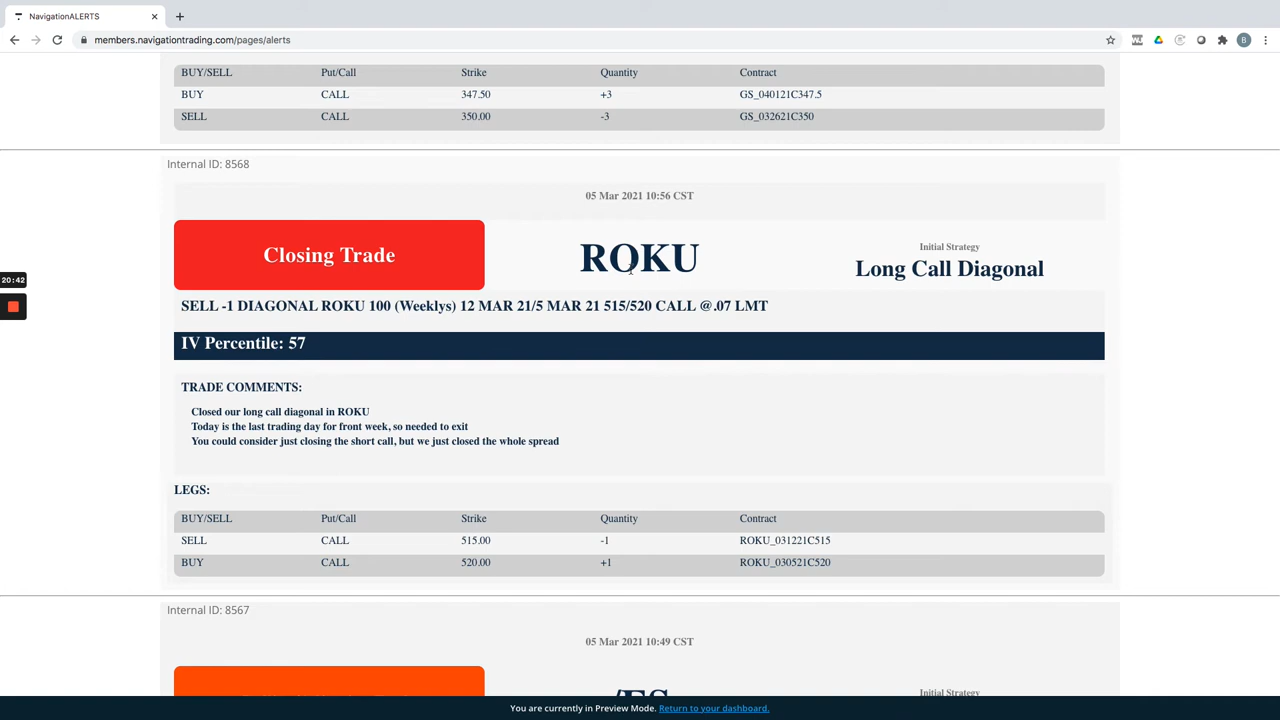 NavigationALERTS
members.navigationtrading.com/pages/alerts
BUY/SELL Put/Call Strike Quantity Contract
BUY CALL 347.50 +3 GS_040121C347.5
SELL CALL 350.00 -3 GS_032621C350
Internal ID: 8568
05 Mar 2021 10:56 CST
Closing Trade
ROKU
Initial Strategy
Long Call Diagonal
SELL -1 DIAGONAL ROKU 100 (Weeklys) 12 MAR 21/5 MAR 21 515/520 CALL @.07 LMT
IV Percentile: 57
TRADE COMMENTS:
Closed our long call diagonal in ROKU
Today is the last trading day for front week, so needed to exit
You could consider just closing the short call, but we just closed the whole spread
LEGS:
BUY/SELL Put/Call Strike Quantity Contract
SELL CALL 515.00 -1 ROKU_031221C515
BUY CALL 520.00 +1 ROKU_030521C520
Internal ID: 8567
05 Mar 2021 10:49 CST
/ES
Initial Strategy
You are currently in Preview Mode. Return to your dashboard.
20:42
B